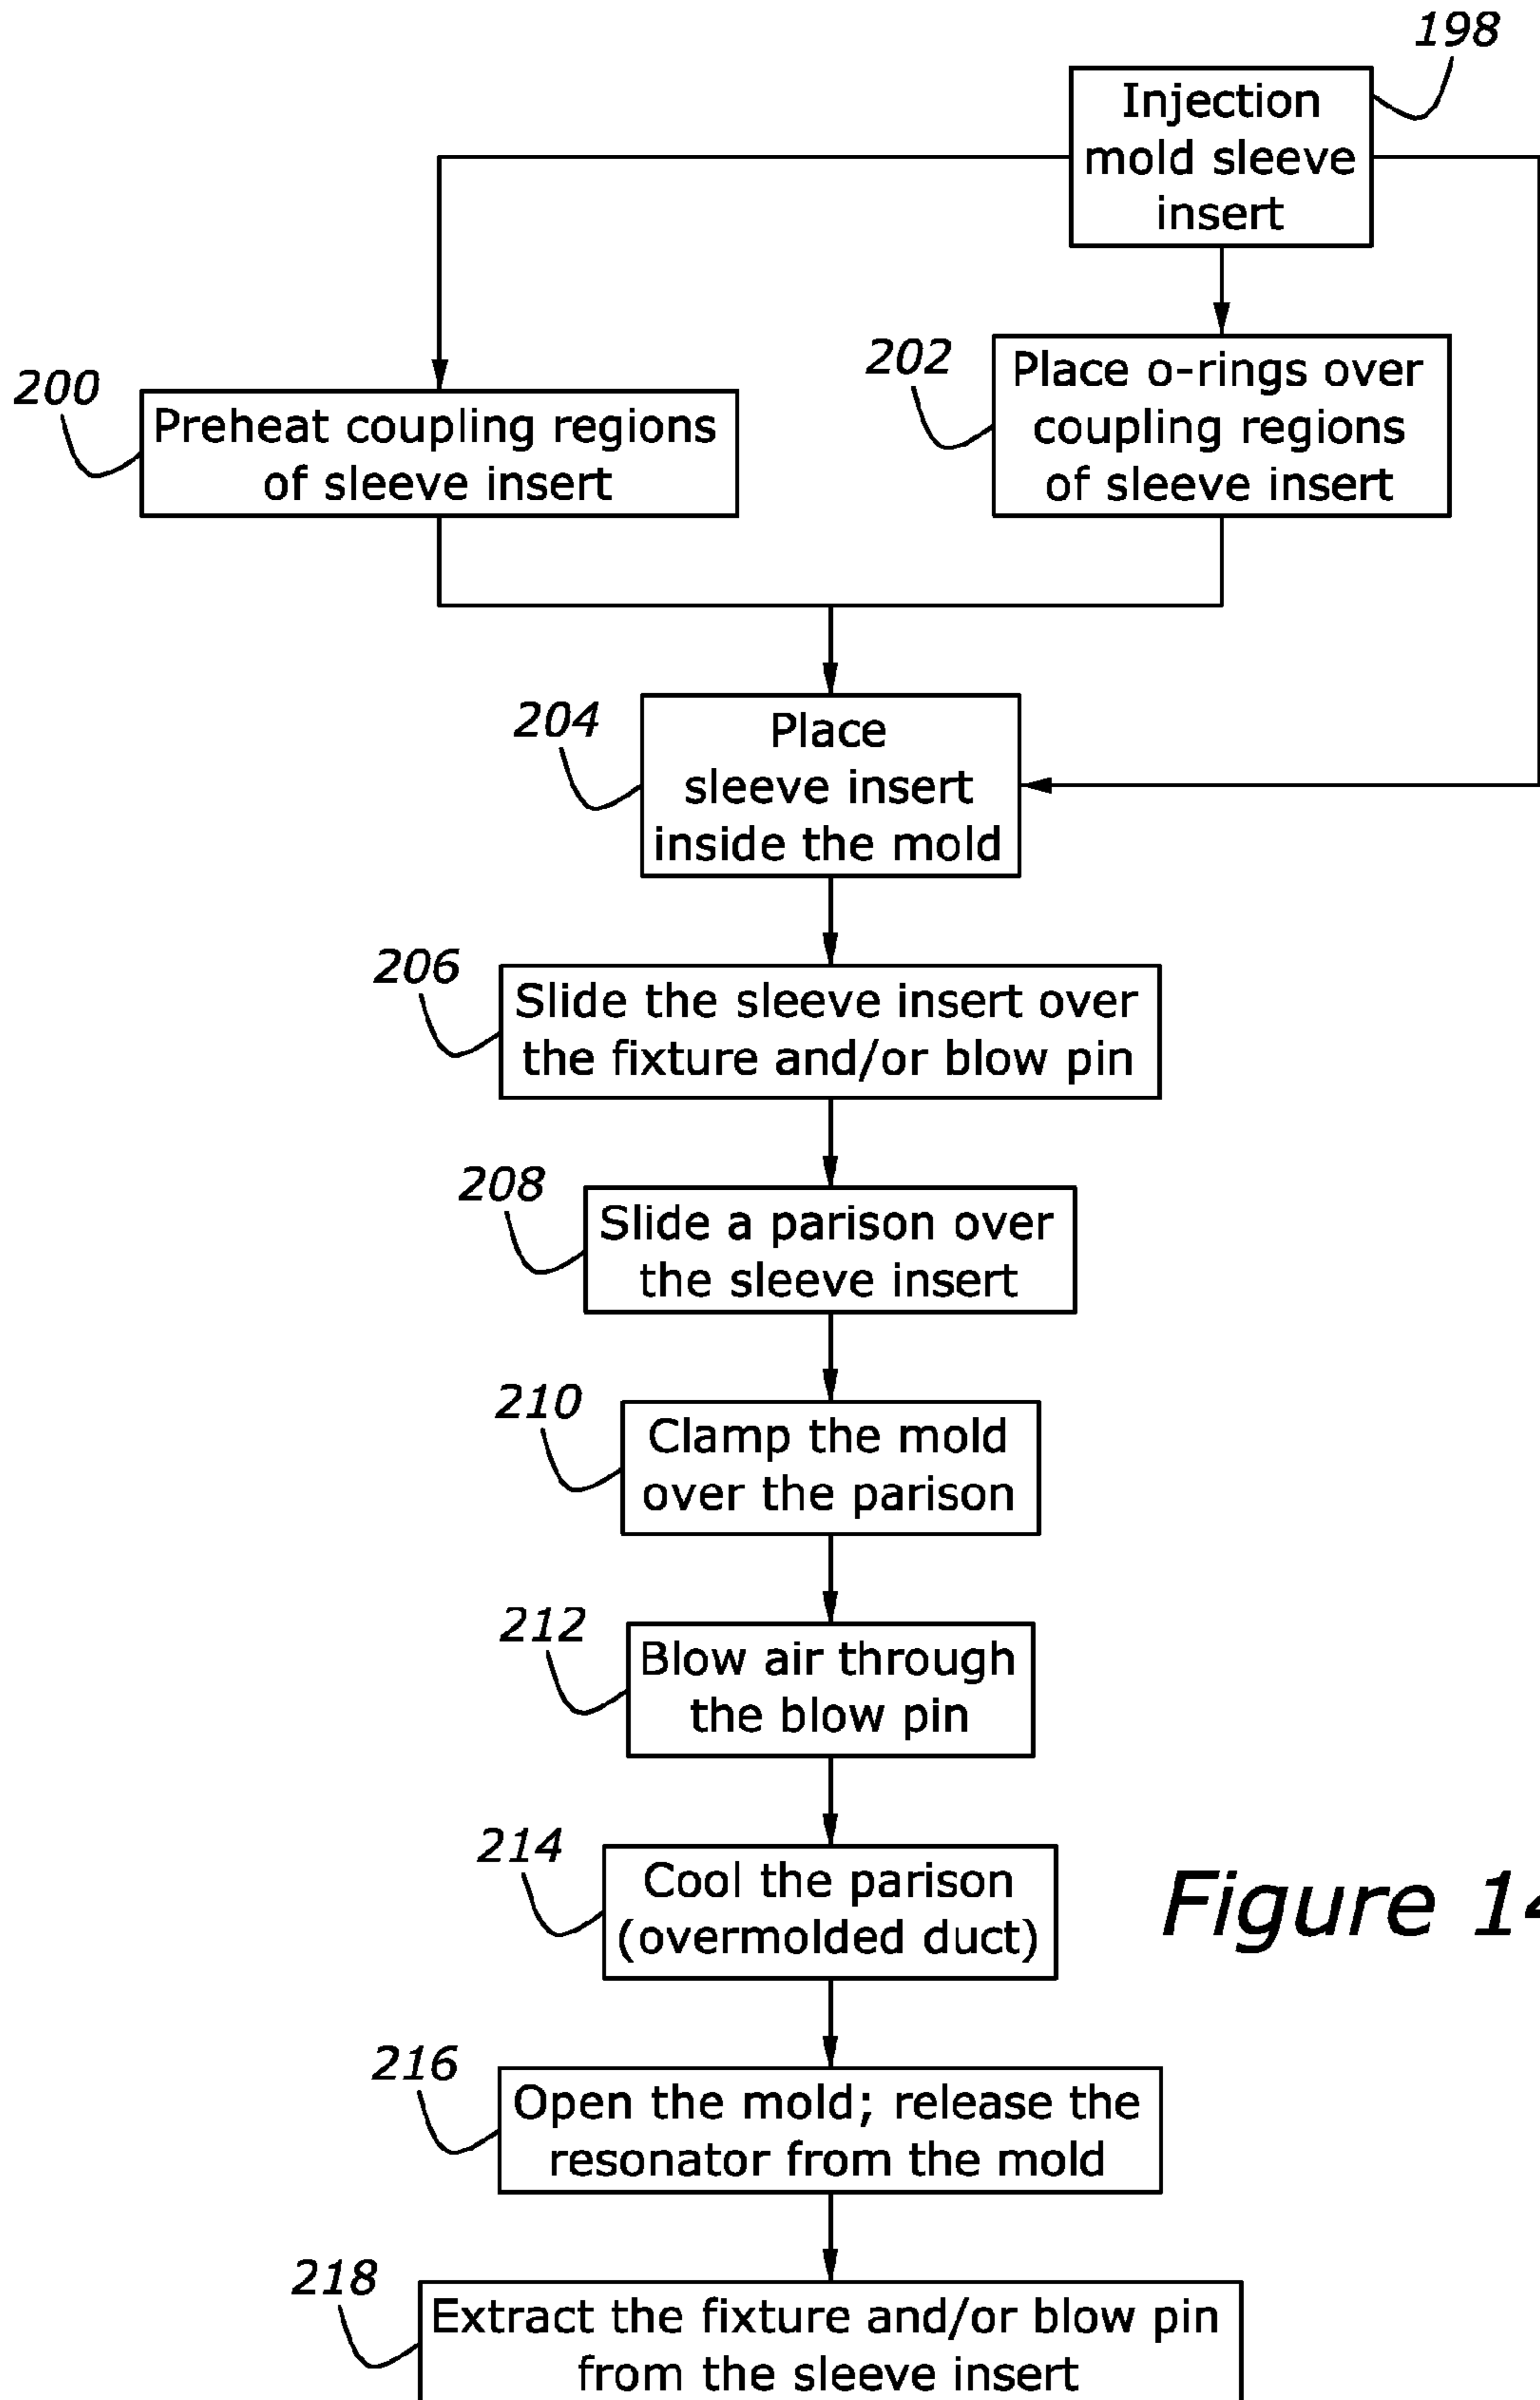 198
Injection
mold sleeve
insert
200
Preheat coupling regions
of sleeve insert
202
Place o-rings over
coupling regions
of sleeve insert
204
Place
sleeve insert
inside the mold
206
Slide the sleeve insert over
the fixture and/or blow pin
208
Slide a parison over
the sleeve insert
210
Clamp the mold
over the parison
212
Blow air through
the blow pin
214
Cool the parison
(overmolded duct)
Figure 14
216
Open the mold; release the
resonator from the mold
218
Extract the fixture and/or blow pin
from the sleeve insert